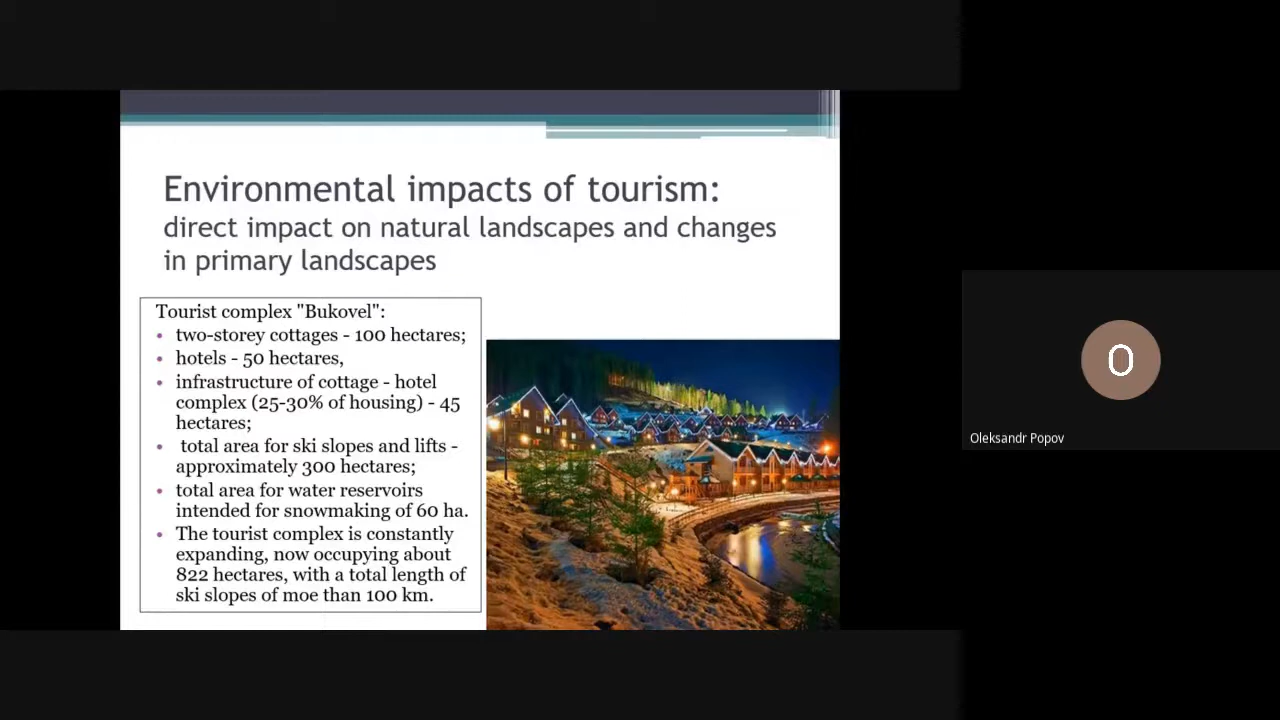 Environmental impacts of tourism:
direct impact on natural landscapes and changes
in primary landscapes
Tourist complex "Bukovel":
• two-storey cottages - 100 hectares;
• hotels - 50 hectares,
• infrastructure of cottage - hotel
complex (25-30% of housing) - 45
hectares;
• total area for ski slopes and lifts -
approximately 300 hectares;
• total area for water reservoirs
intended for snowmaking of 60 ha.
• The tourist complex is constantly
expanding, now occupying about
822 hectares, with a total length of
ski slopes of moe than 100 km.
O
Oleksandr Popov